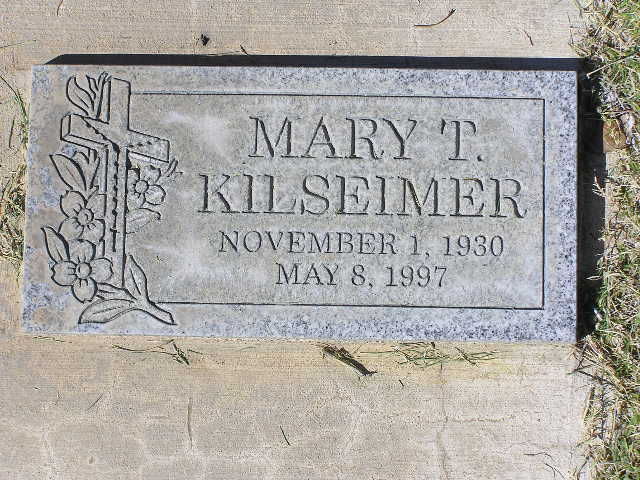 MARY T.
KILSEIMER
NOVEMBER 1, 1930
MAY 8, 1997